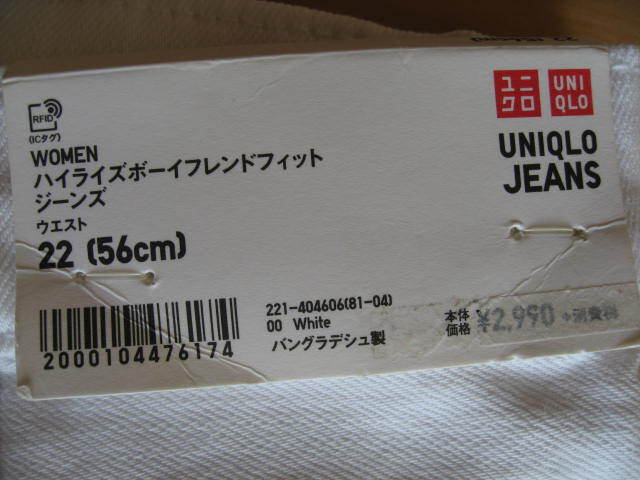 RFID
(ICタグ)
WOMEN
ハイライズボーイフレンドフィット
ジーンズ
ウエスト
22 (56cm)
2000104476174
221-404606(81-04)
00 White
バングラデシュ製
ユニ
クロ
UNI
QLO
UNIQLO
JEANS
本体
価格 ¥2,990 +消費税